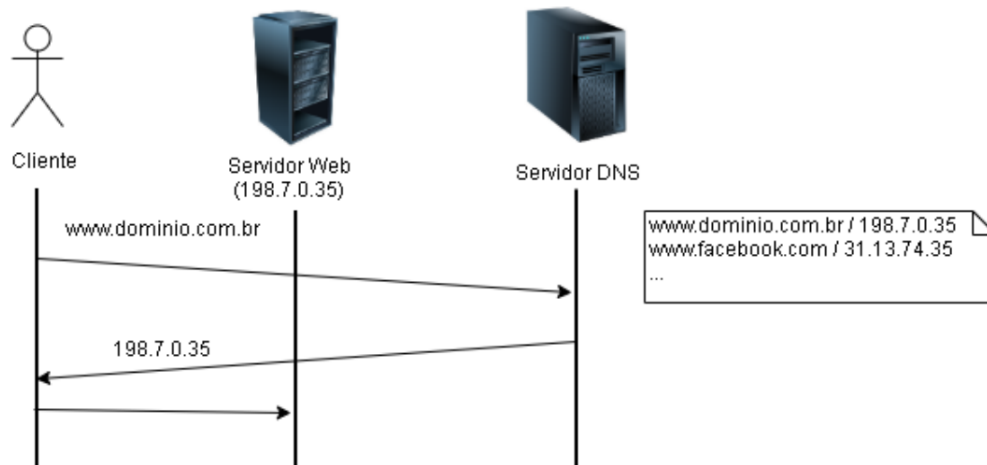 Cliente
Servidor Web
(198.7.0.35)
Servidor DNS
www.dominio.com.br
www.dominio.com.br / 198.7.0.35
www.facebook.com / 31.13.74.35
...
198.7.0.35